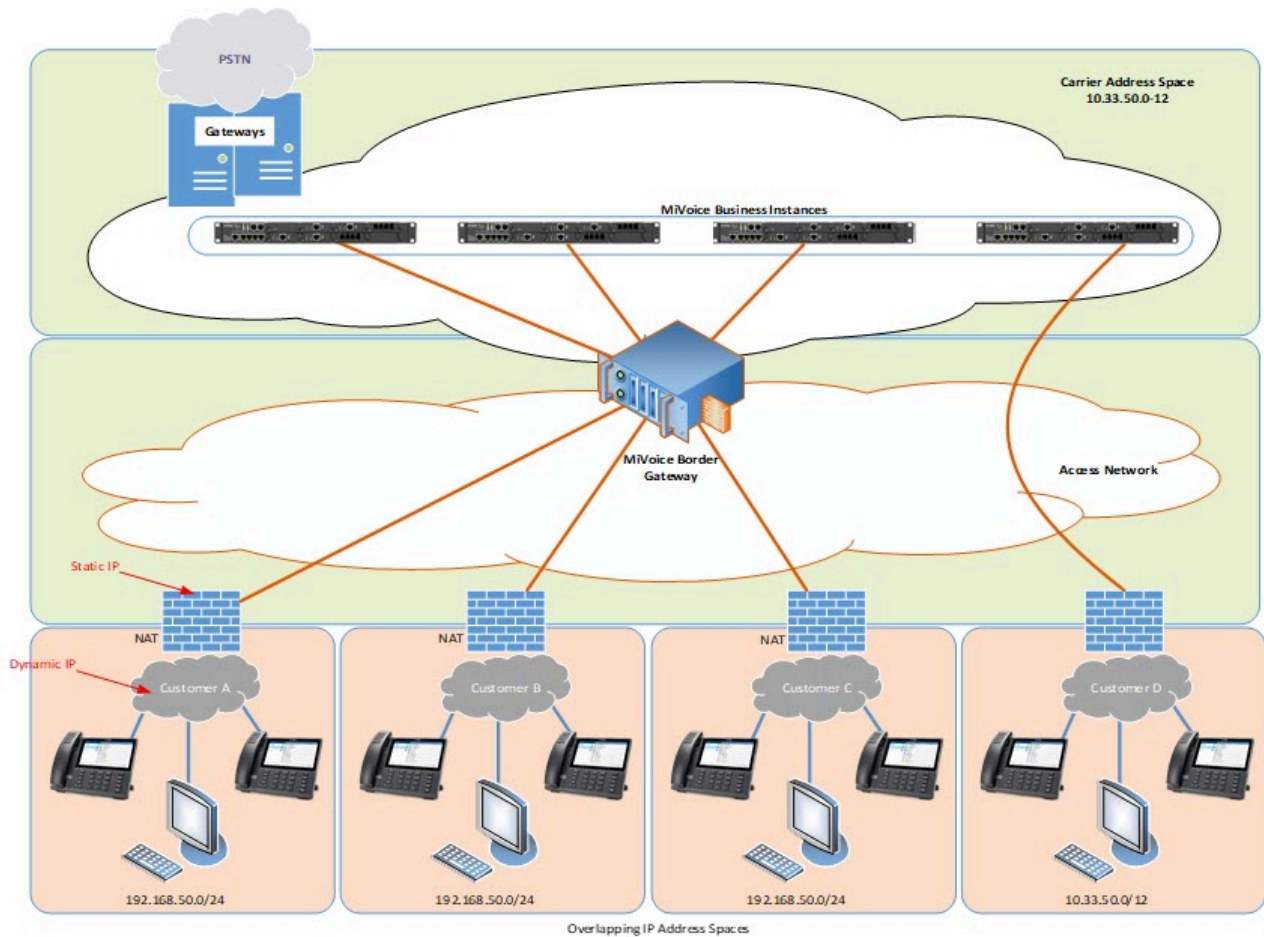 PSTN
Gateways
Carrier Address Space
10.33.50.0-12
MiVoice Business Instances
MiVoice Border
Gateway
Access Network
Static IP
NAT
NAT
NAT
Dynamic IP
Customer A
Customer B
Customer C
Customer D
192.168.50.0/24
192.168.50.0/24
192.168.50.0/24
10.33.50.0/12
Overlapping IP Address Spaces